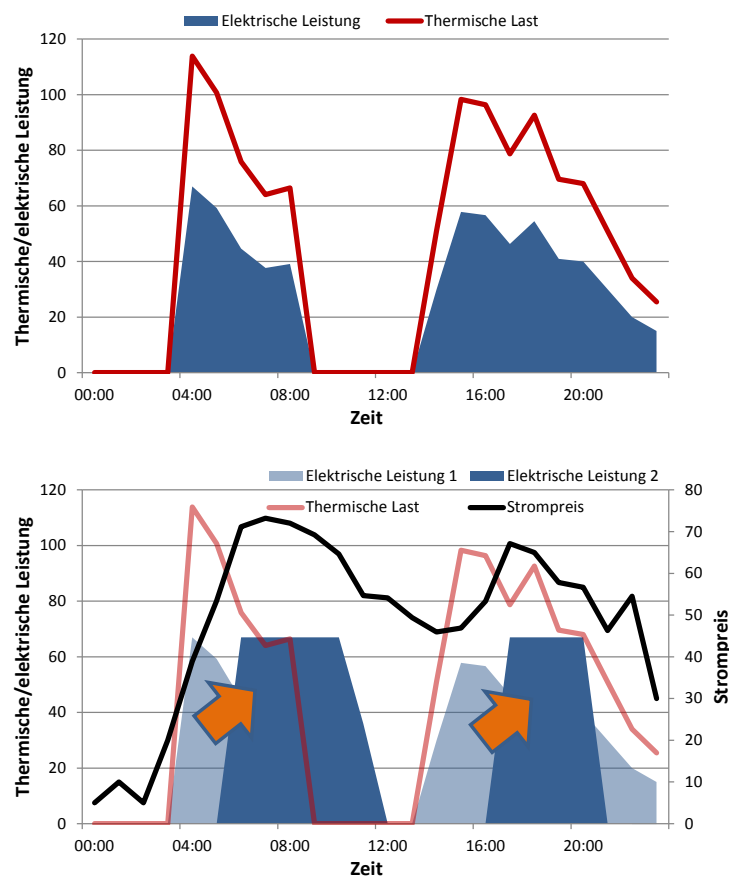 Elektrische Leistung Thermische Last
Thermische/elektrische Leistung
120
100
80
60
40
20
0
00:00 04:00 08:00 12:00 16:00 20:00
Zeit
Elektrische Leistung 1 Elektrische Leistung 2
Thermische Last Strompreis
Thermische/elektrische Leistung
120
100
80
60
40
20
0
80
70
60
50
40
30
20
10
0
Strompreis
00:00 04:00 08:00 12:00 16:00 20:00
Zeit